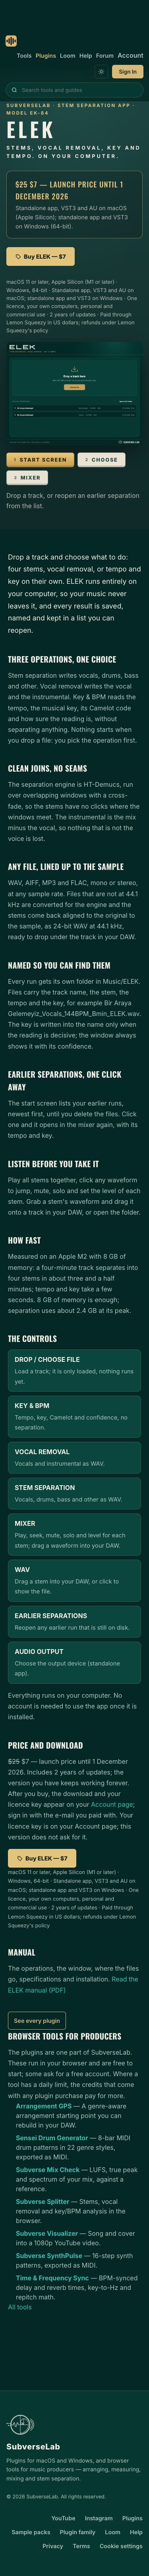 Tools Plugins Loom Help Forum Account
Sign in
Search tools and guides
SUBVERSELAB · STEM SEPARATION APP ·
MODEL EK-84
ELEK
STEMS, VOCAL REMOVAL, KEY AND
TEMPO. ON YOUR COMPUTER.
$25 $7 — LAUNCH PRICE UNTIL 1
DECEMBER 2026
Standalone app, VST3 and AU on macOS
(Apple Silicon); standalone app and VST3
on Windows (64-bit).
Buy ELEK — $7
macOS 11 or later, Apple Silicon (M1 or later) ·
Windows, 64-bit · Standalone app, VST3 and AU on
macOS; standalone app and VST3 on Windows · One
licence, your own computers, personal and
commercial use · 2 years of updates · Paid through
Lemon Squeezy in US dollars; refunds under Lemon
Squeezy's policy
ELEK
Drop a track here
SUBVERSELAB
1 START SCREEN
2 CHOOSE
3 MIXER
Drop a track, or reopen an earlier separation
from the list.
Drop a track and choose what to do:
four stems, vocal removal, or tempo and
key on their own. ELEK runs entirely on
your computer, so your music never
leaves it, and every result is saved,
named and kept in a list you can
reopen.
THREE OPERATIONS, ONE CHOICE
Stem separation writes vocals, drums, bass
and other. Vocal removal writes the vocal
and the instrumental. Key & BPM reads the
tempo, the musical key, its Camelot code
and how sure the reading is, without
separating anything. Nothing starts when
you drop a file: you pick the operation first.
CLEAN JOINS, NO SEAMS
The separation engine is HT-Demucs, run
over overlapping windows with a cross-
fade, so the stems have no clicks where the
windows meet. The instrumental is the mix
minus the vocal, so nothing that is not the
voice is lost.
ANY FILE, LINED UP TO THE SAMPLE
WAV, AIFF, MP3 and FLAC, mono or stereo,
at any sample rate. Files that are not at 44.1
kHz are converted for the engine and the
stems come back aligned with them to the
sample, as 24-bit WAV at 44.1 kHz,
ready to drop under the track in your DAW.
NAMED SO YOU CAN FIND THEM
Every run gets its own folder in Music/ELEK.
Files carry the track name, the stem, the
tempo and the key, for example Bir Araya
Gelemeyiz_Vocals_144BPM_Bmin_ELEK.wav.
The key is written into the name only when
the reading is decisive; the window always
shows it with its confidence.
EARLIER SEPARATIONS, ONE CLICK
AWAY
The start screen lists your earlier runs,
newest first, until you delete the files. Click
one and it opens in the mixer again, with its
tempo and key.
LISTEN BEFORE YOU TAKE IT
Play all stems together, click any waveform
to jump, mute, solo and set the level of each
stem. Grab a stem's waveform and drag it
onto a track in your DAW, or open the folder.
HOW FAST
Measured on an Apple M2 with 8 GB of
memory: a four-minute track separates into
four stems in about three and a half
minutes; tempo and key take a few
seconds. 8 GB of memory is enough;
separation uses about 2.4 GB at its peak.
THE CONTROLS
DROP / CHOOSE FILE
Load a track; it is only loaded, nothing runs
yet.
KEY & BPM
Tempo, key, Camelot and confidence, no
separation.
VOCAL REMOVAL
Vocals and instrumental as WAV.
STEM SEPARATION
Vocals, drums, bass and other as WAV.
MIXER
Play, seek, mute, solo and level for each
stem; drag a waveform into your DAW.
WAV
Drag a stem into your DAW, or click to
show the file.
EARLIER SEPARATIONS
Reopen any earlier run that is still on disk.
AUDIO OUTPUT
Choose the output device (standalone
app).
Everything runs on your computer. No
account is needed to use the app once it is
installed.
PRICE AND DOWNLOAD
$25 $7 — launch price until 1 December
2026. Includes 2 years of updates; the
version you have keeps working forever.
After you buy, the download and your
licence key appear on your Account page;
sign in with the e-mail you paid with. Your
licence key is on your Account page; this
version does not ask for it.
Buy ELEK — $7
macOS 11 or later, Apple Silicon (M1 or later) ·
Windows, 64-bit · Standalone app, VST3 and AU on
macOS; standalone app and VST3 on Windows · One
licence, your own computers, personal and
commercial use · 2 years of updates · Paid through
Lemon Squeezy in US dollars; refunds under Lemon
Squeezy's policy
MANUAL
The operations, the window, where the files
go, specifications and installation. Read the
ELEK manual (PDF)
See every plugin
BROWSER TOOLS FOR PRODUCERS
The plugins are one part of SubverseLab.
These run in your browser and are free to
start; some ask for a free account. Where a
tool has a daily limit, the credits included
with any plugin purchase may cover more.
Arrangement GPS — A genre-aware
arrangement starting point you can
rebuild in your DAW.
Sensei Drum Generator — 8-bar MIDI
drum patterns in 22 genre styles,
exported as MIDI.
Subverse Mix Check — LUFS, true peak
and spectrum of your mix, against a
reference.
Subverse Splitter — Stems, vocal
removal and key/BPM analysis in the
browser.
Subverse Visualizer — Song and cover
into a 1080p YouTube video.
Subverse SynthPulse — 16-step synth
patterns, exported as MIDI.
Time & Frequency Sync — BPM-synced
delay and reverb times, key-to-Hz and
repitch math.
All tools
SubverseLab
Plugins for macOS and Windows, and browser
tools for music producers — arranging, measuring,
mixing and stem separation.
© 2026 SubverseLab. All rights reserved.
YouTube Instagram Plugins
Sample packs Plugin family Loom Help
Privacy Terms Cookie settings